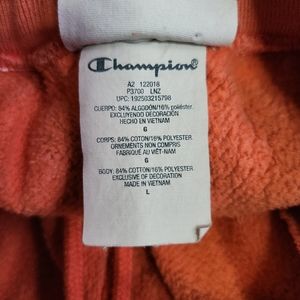 Champion
A2 122018
P3700 LNZ
UPC: 192503215798
CUERPO: 84% ALGODÓN/16% poliéster.
EXCLUYENDO DECORACIÓN
HECHO EN VIETNAM
G
CORPS: 84% COTON/16% POLYESTER.
ORNEMENTS NON COMPRIS
FABRIQUÉ AU VIÊT-NAM
G
BODY: 84% COTTON/16% POLYESTER
EXCLUSIVE OF DECORATION
MADE IN VIETNAM
L